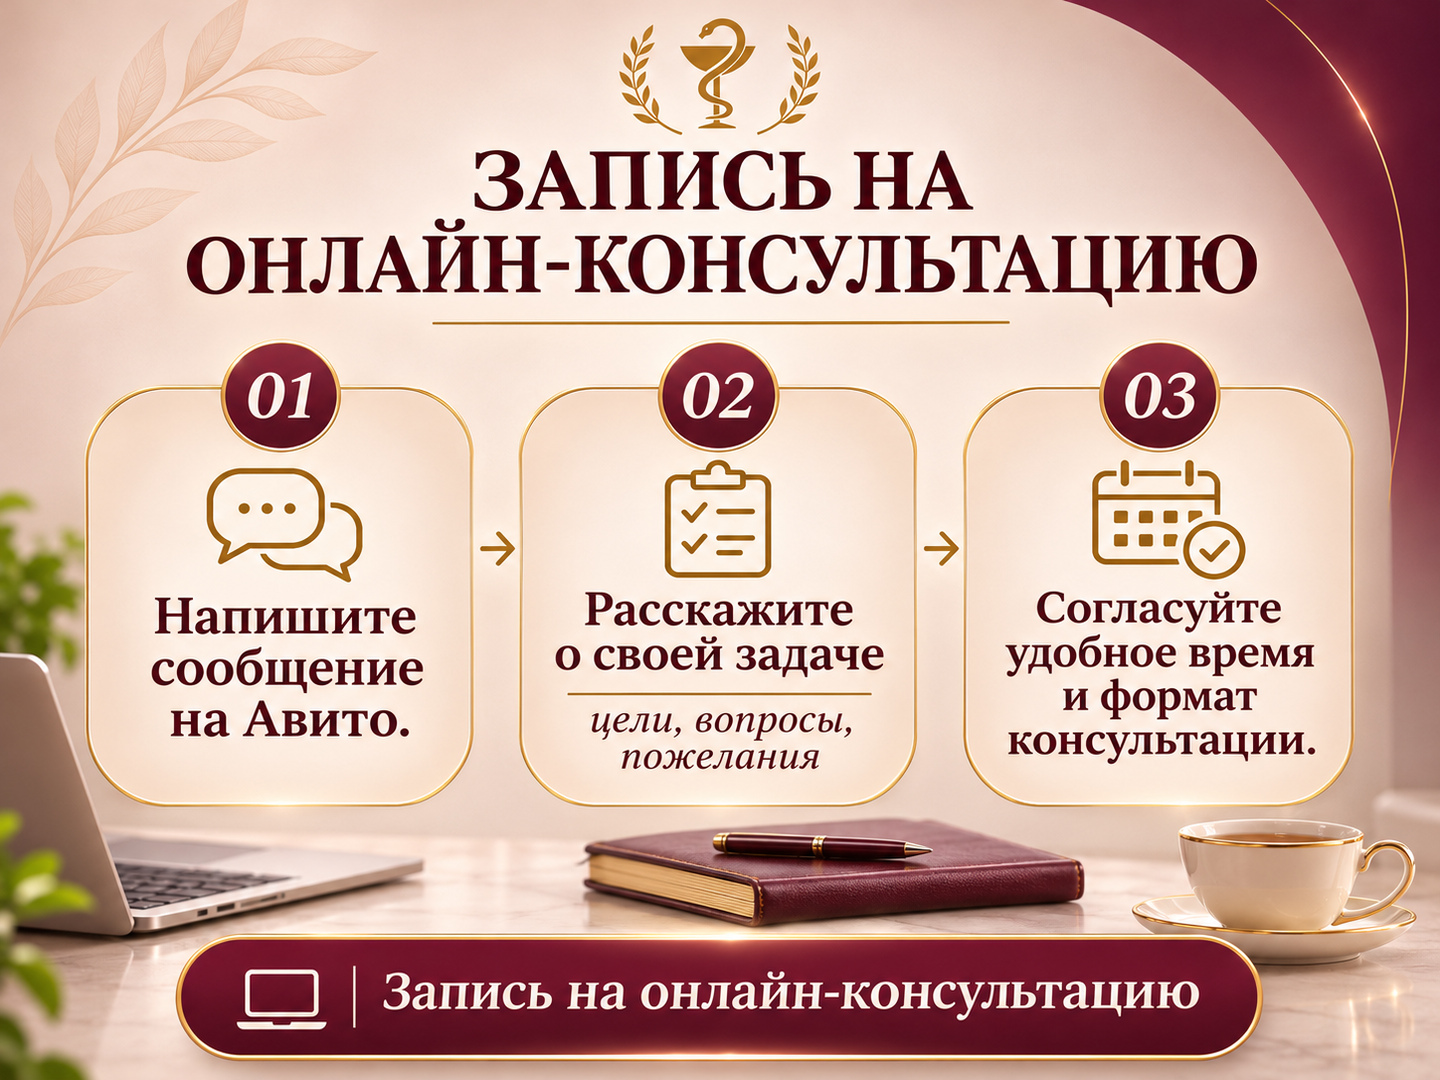 ЗАПИСЬ НА
ОНЛАЙН-КОНСУЛЬТАЦИЮ
01
Напишите
сообщение
на Авито.
02
Расскажите
о своей задаче
цели, вопросы,
пожелания
03
Согласуйте
удобное время
и формат
консультации.
Запись на онлайн-консультацию